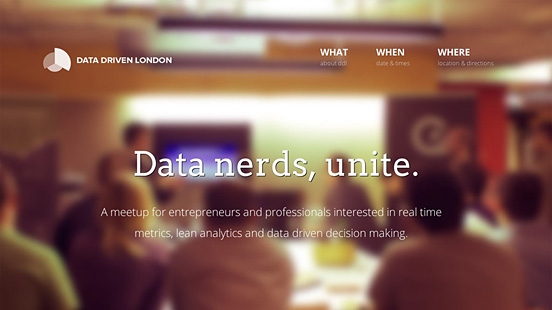 DATA DRIVEN LONDON
WHAT
about ddl
WHEN
date & times
WHERE
location & directions
Data nerds, unite.
A meetup for entrepreneurs and professionals interested in real time
metrics, lean analytics and data driven decision making.